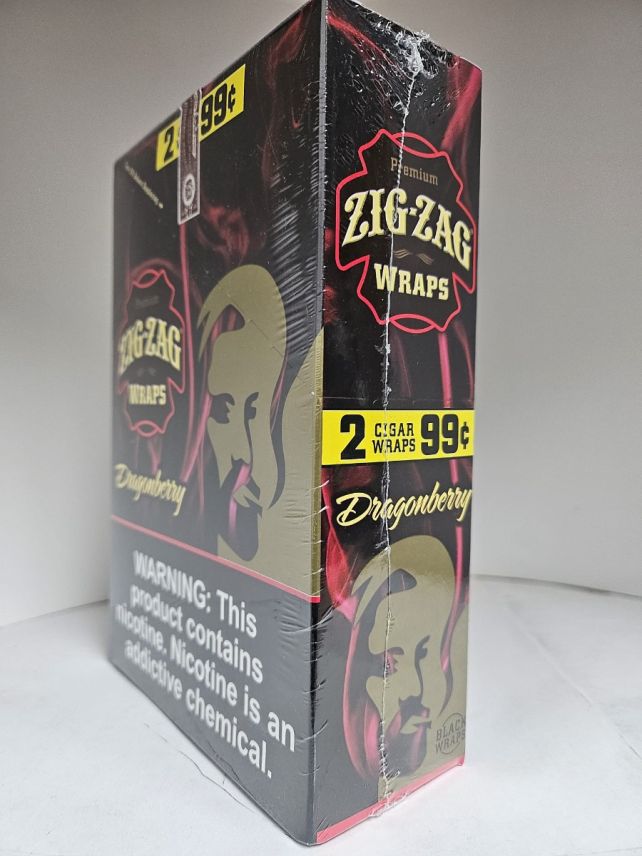 2
99¢
Premium
ZIG-ZAG
WRAPS
Dragonberry
WARNING: This
product contains
nicotine. Nicotine is an
addictive chemical.
Premium
ZIG-ZAG
WRAPS
2 CIGAR WRAPS 99¢
Dragonberry
BLACK
WRAPS